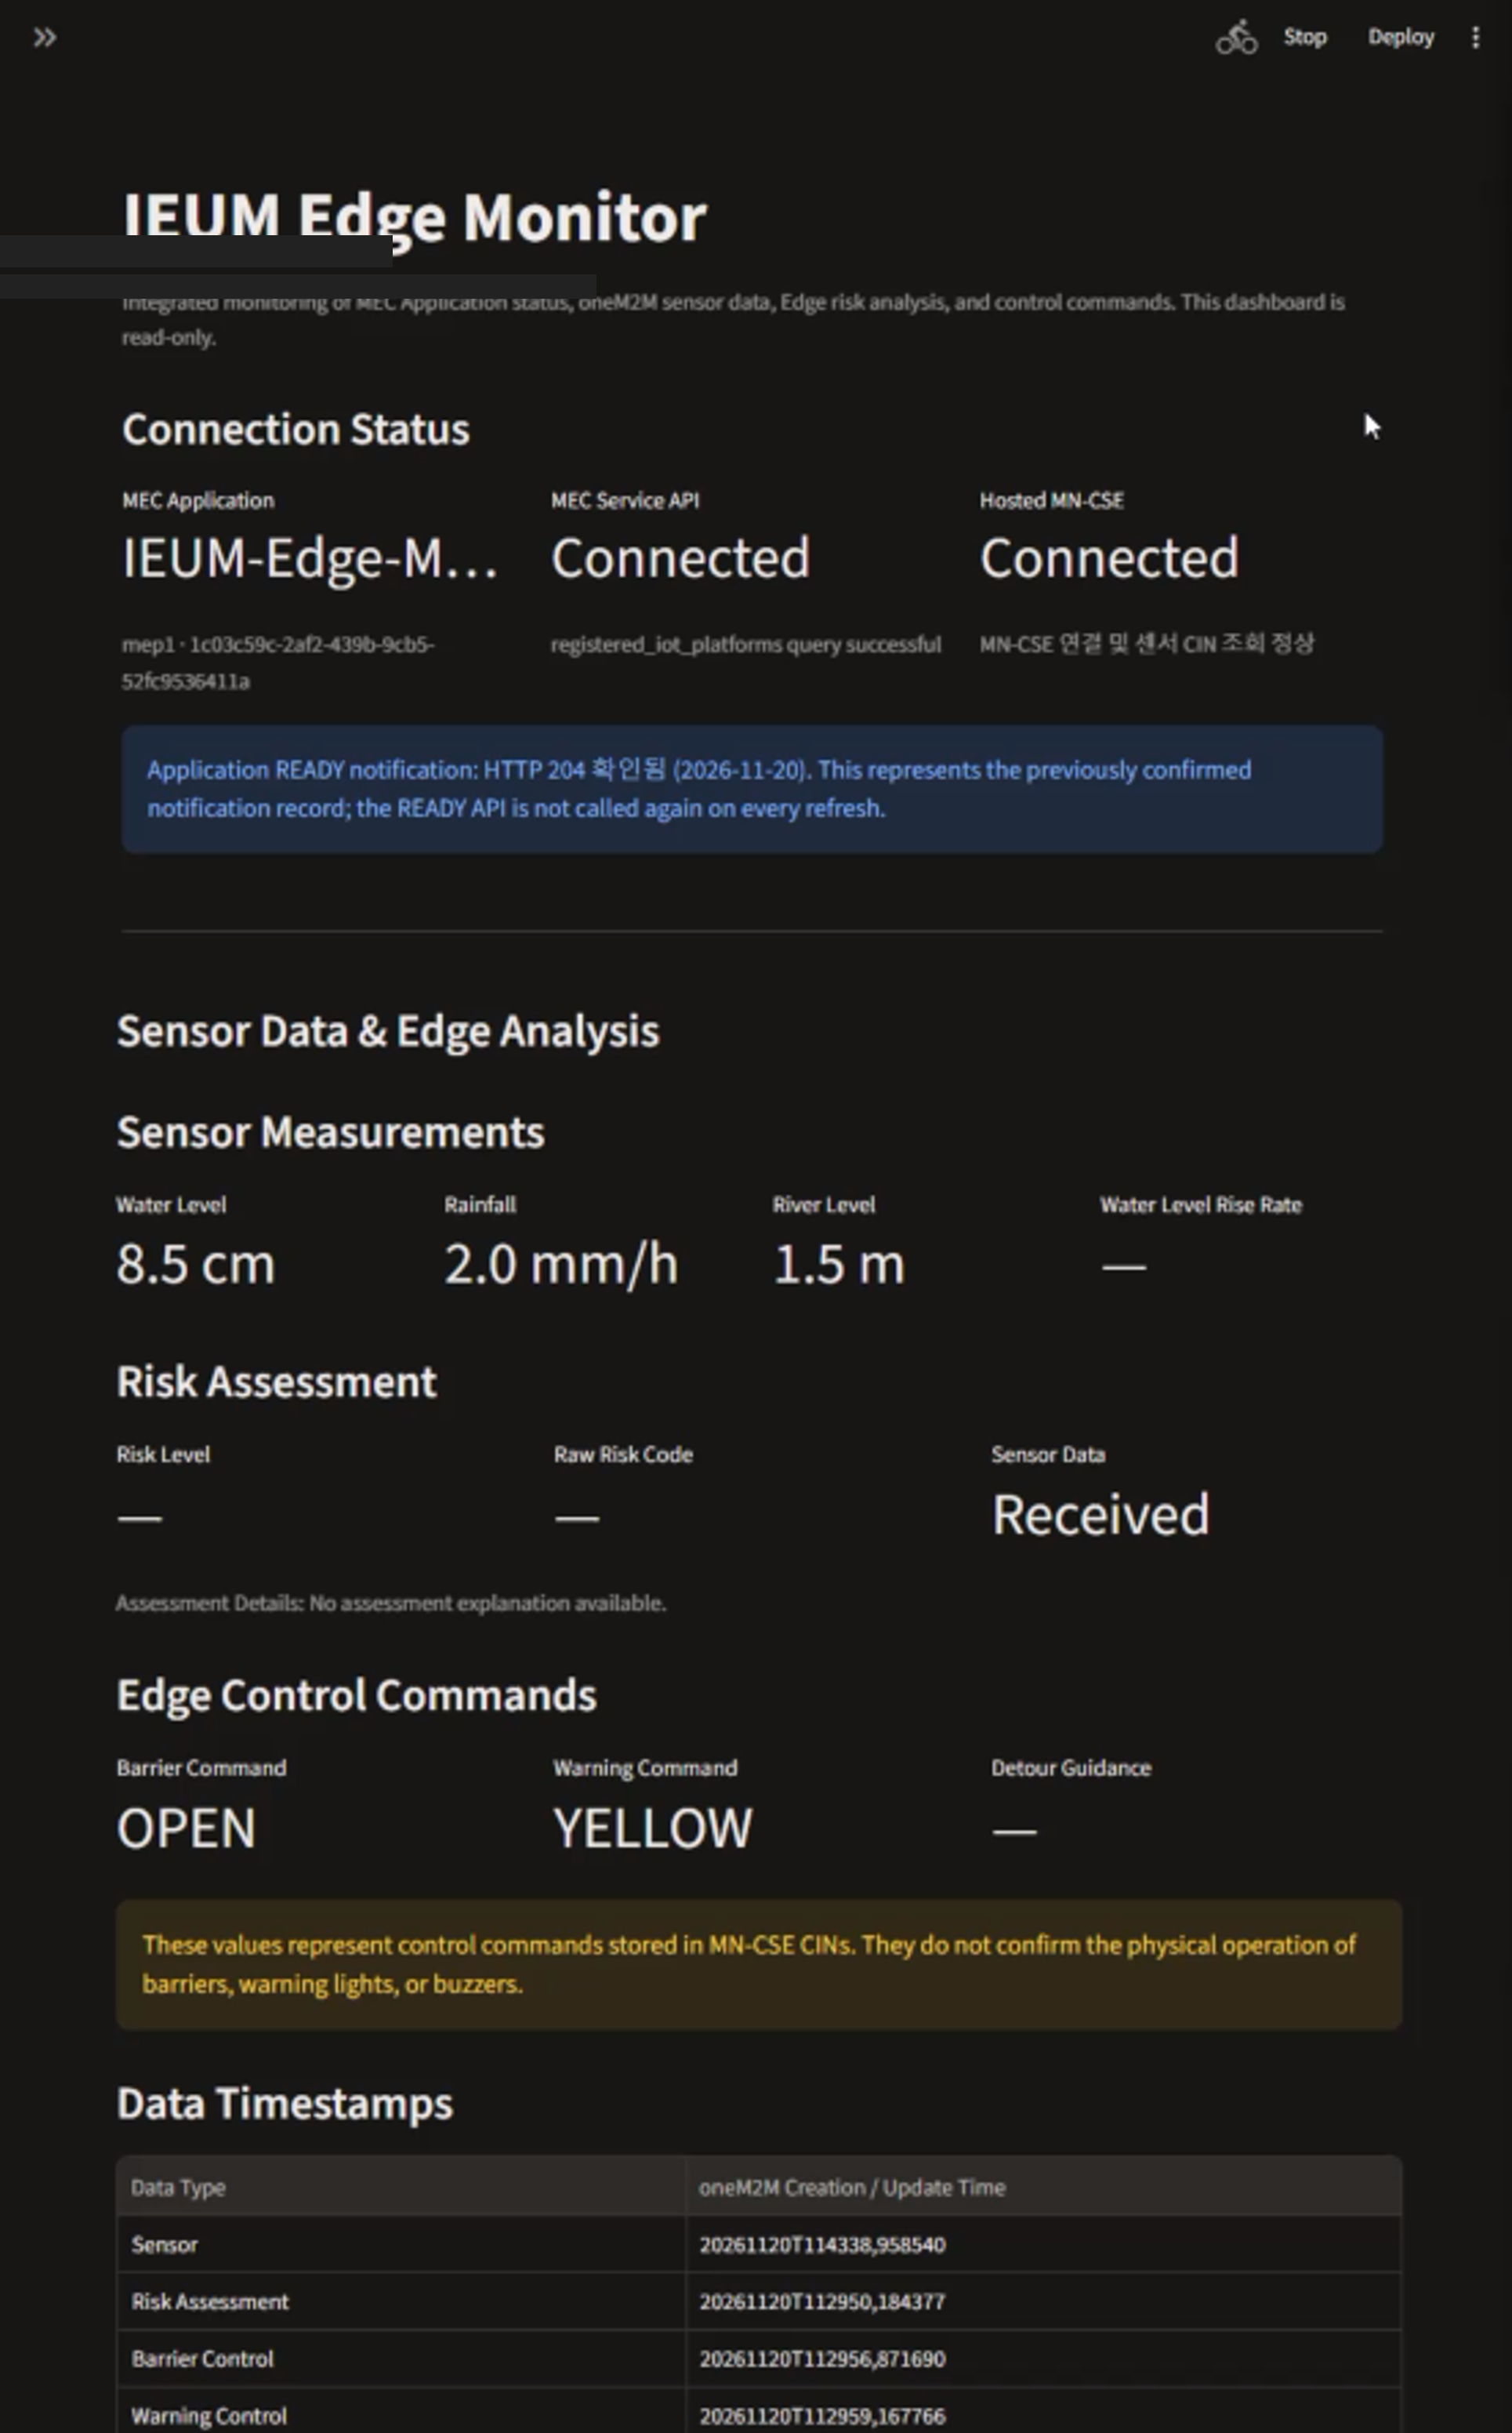 Stop Deploy
IEUM Edge Monitor
Integrated monitoring of MEC Application status, oneM2M sensor data, Edge risk analysis, and control commands. This dashboard is
read-only.
Connection Status
MEC Application MEC Service API Hosted MN-CSE
IEUM-Edge-M... Connected Connected
mep1 · 1c03c59c-2af2-439b-9cb5- registered_iot_platforms query successful MN-CSE 연결 및 센서 CIN 조회 정상
52fc9536411a
Application READY notification: HTTP 204 확인됨 (2026-11-20). This represents the previously confirmed
notification record; the READY API is not called again on every refresh.
Sensor Data & Edge Analysis
Sensor Measurements
Water Level Rainfall River Level Water Level Rise Rate
8.5 cm 2.0 mm/h 1.5 m —
Risk Assessment
Risk Level Raw Risk Code Sensor Data
— — Received
Assessment Details: No assessment explanation available.
Edge Control Commands
Barrier Command Warning Command Detour Guidance
OPEN YELLOW —
These values represent control commands stored in MN-CSE CINs. They do not confirm the physical operation of
barriers, warning lights, or buzzers.
Data Timestamps
Data Type oneM2M Creation / Update Time
Sensor 20261120T114338,958540
Risk Assessment 20261120T112950,184377
Barrier Control 20261120T112956,871690
Warning Control 20261120T112959,167766